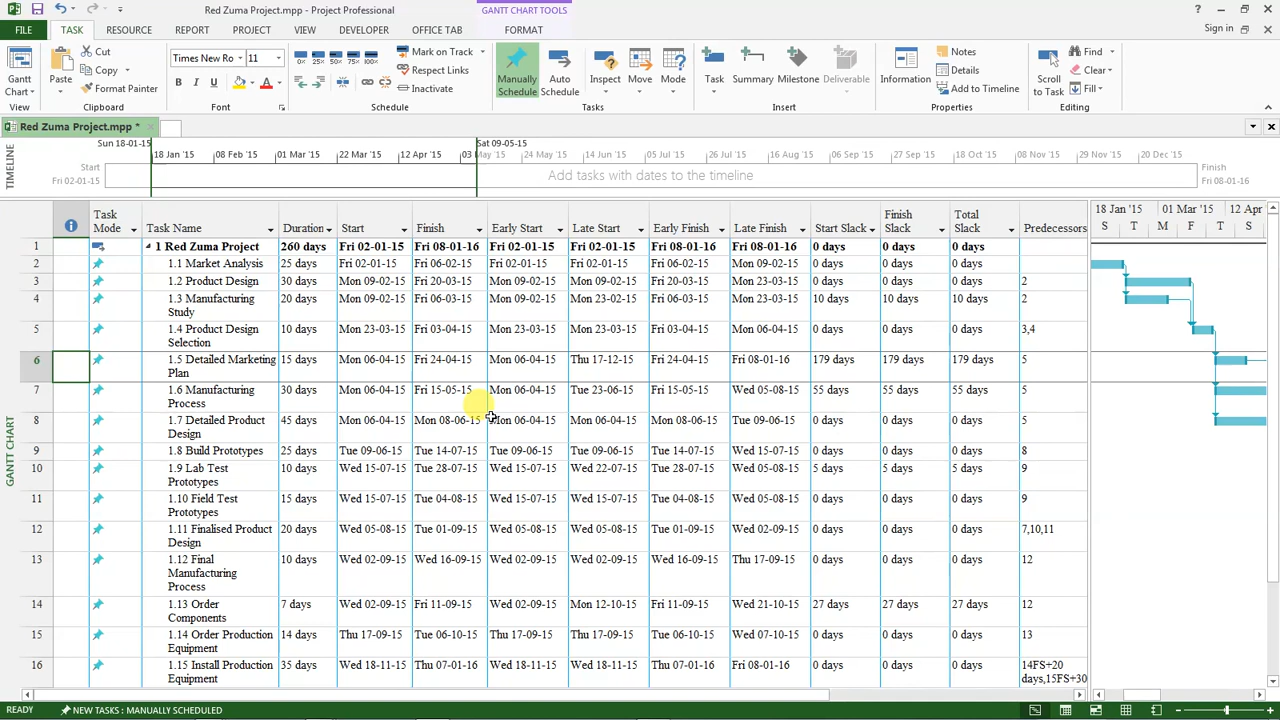 Red Zuma Project.mpp - Project Professional
GANTT CHART TOOLS
Sign in
FILE TASK RESOURCE REPORT PROJECT VIEW DEVELOPER OFFICE TAB FORMAT
Gantt Chart
View
Paste
Cut
Copy
Format Painter
Clipboard
Times New Ro 11
B I U
Font
0% 25% 50% 75% 100%
Mark on Track
Respect Links
Inactivate
Schedule
Manually Schedule
Auto Schedule
Inspect
Move
Mode
Tasks
Task
Summary
Milestone
Deliverable
Insert
Information
Notes
Details
Add to Timeline
Properties
Scroll to Task
Find
Clear
Fill
Editing
Red Zuma Project.mpp *
TIMELINE
Sun 18-01-15 Sat 09-05-15
18 Jan '15 08 Feb '15 01 Mar '15 22 Mar '15 12 Apr '15 03 May '15 24 May '15 14 Jun '15 05 Jul '15 26 Jul '15 16 Aug '15 06 Sep '15 27 Sep '15 18 Oct '15 08 Nov '15 29 Nov '15 20 Dec '15
Start
Fri 02-01-15
Add tasks with dates to the timeline
Finish
Fri 08-01-16
GANTT CHART
Task Mode Task Name Duration Start Finish Early Start Late Start Early Finish Late Finish Start Slack Finish Slack Total Slack Predecessors
18 Jan '15 01 Mar '15 12 Apr
S T M F T S
1 1 Red Zuma Project 260 days Fri 02-01-15 Fri 08-01-16 Fri 02-01-15 Fri 02-01-15 Fri 08-01-16 Fri 08-01-16 0 days 0 days 0 days
2 1.1 Market Analysis 25 days Fri 02-01-15 Fri 06-02-15 Fri 02-01-15 Fri 02-01-15 Fri 06-02-15 Mon 09-02-15 0 days 0 days 0 days
3 1.2 Product Design 30 days Mon 09-02-15 Fri 20-03-15 Mon 09-02-15 Mon 09-02-15 Fri 20-03-15 Mon 23-03-15 0 days 0 days 0 days 2
4 1.3 Manufacturing Study 20 days Mon 09-02-15 Fri 06-03-15 Mon 09-02-15 Mon 23-02-15 Fri 06-03-15 Mon 23-03-15 10 days 10 days 10 days 2
5 1.4 Product Design Selection 10 days Mon 23-03-15 Fri 03-04-15 Mon 23-03-15 Mon 23-03-15 Fri 03-04-15 Mon 06-04-15 0 days 0 days 0 days 3,4
6 1.5 Detailed Marketing Plan 15 days Mon 06-04-15 Fri 24-04-15 Mon 06-04-15 Thu 17-12-15 Fri 24-04-15 Fri 08-01-16 179 days 179 days 179 days 5
7 1.6 Manufacturing Process 30 days Mon 06-04-15 Fri 15-05-15 Mon 06-04-15 Tue 23-06-15 Fri 15-05-15 Wed 05-08-15 55 days 55 days 55 days 5
8 1.7 Detailed Product Design 45 days Mon 06-04-15 Mon 08-06-15 Mon 06-04-15 Mon 06-04-15 Mon 08-06-15 Tue 09-06-15 0 days 0 days 0 days 5
9 1.8 Build Prototypes 25 days Tue 09-06-15 Tue 14-07-15 Tue 09-06-15 Tue 09-06-15 Tue 14-07-15 Wed 15-07-15 0 days 0 days 0 days 8
10 1.9 Lab Test Prototypes 10 days Wed 15-07-15 Tue 28-07-15 Wed 15-07-15 Wed 22-07-15 Tue 28-07-15 Wed 05-08-15 5 days 5 days 5 days 9
11 1.10 Field Test Prototypes 15 days Wed 15-07-15 Tue 04-08-15 Wed 15-07-15 Wed 15-07-15 Tue 04-08-15 Wed 05-08-15 0 days 0 days 0 days 9
12 1.11 Finalised Product Design 20 days Wed 05-08-15 Tue 01-09-15 Wed 05-08-15 Wed 05-08-15 Tue 01-09-15 Wed 02-09-15 0 days 0 days 0 days 7,10,11
13 1.12 Final Manufacturing Process 10 days Wed 02-09-15 Wed 16-09-15 Wed 02-09-15 Wed 02-09-15 Wed 16-09-15 Thu 17-09-15 0 days 0 days 0 days 12
14 1.13 Order Components 7 days Wed 02-09-15 Fri 11-09-15 Wed 02-09-15 Mon 12-10-15 Fri 11-09-15 Wed 21-10-15 27 days 27 days 27 days 12
15 1.14 Order Production Equipment 14 days Thu 17-09-15 Tue 06-10-15 Thu 17-09-15 Thu 17-09-15 Tue 06-10-15 Wed 07-10-15 0 days 0 days 0 days 13
16 1.15 Install Production Equipment 35 days Wed 18-11-15 Thu 07-01-16 Wed 18-11-15 Wed 18-11-15 Thu 07-01-16 Fri 08-01-16 0 days 0 days 0 days 14FS+20 days,15FS+30
READY NEW TASKS : MANUALLY SCHEDULED